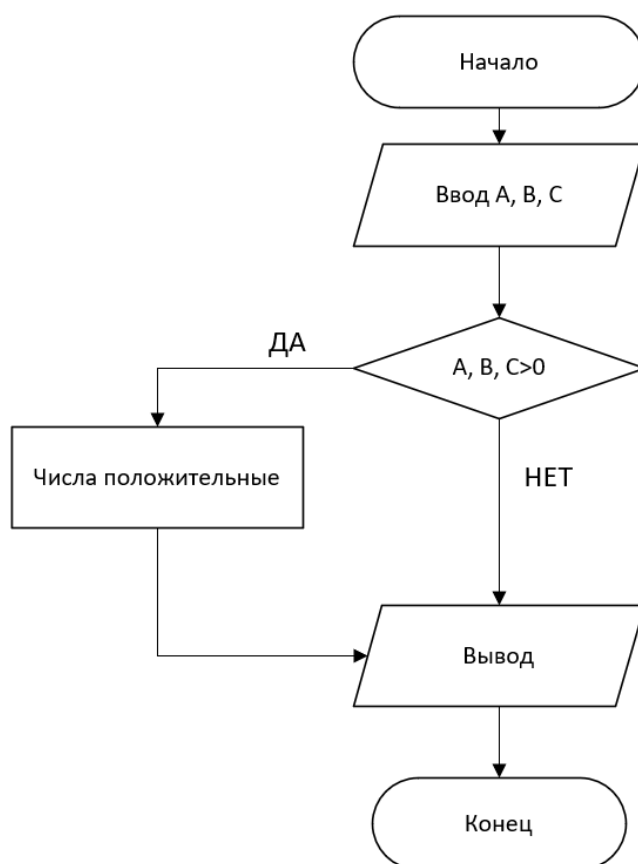 Начало
Ввод А, В, С
ДА
А, В, С>0
Числа положительные
НЕТ
Вывод
Конец